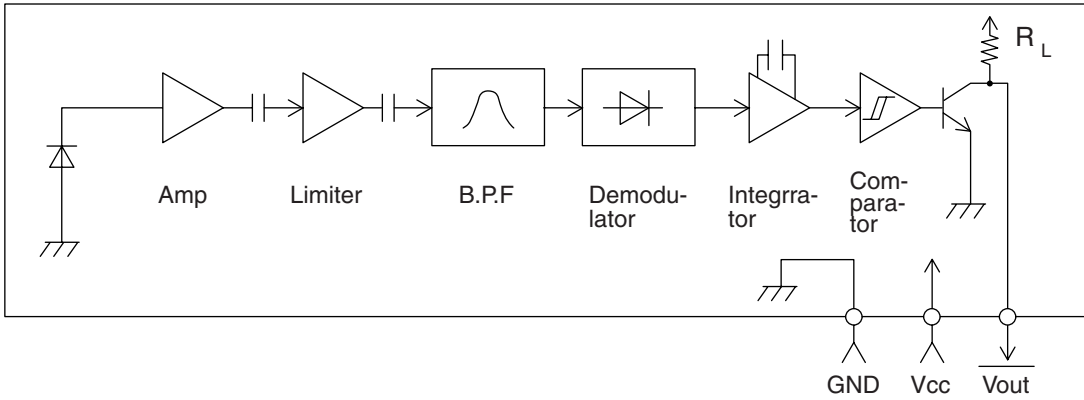 R L
Amp
Limiter
B.P.F
Demodu-
lator
Integrra-
tor
Com-
para-
tor
GND
Vcc
Vout